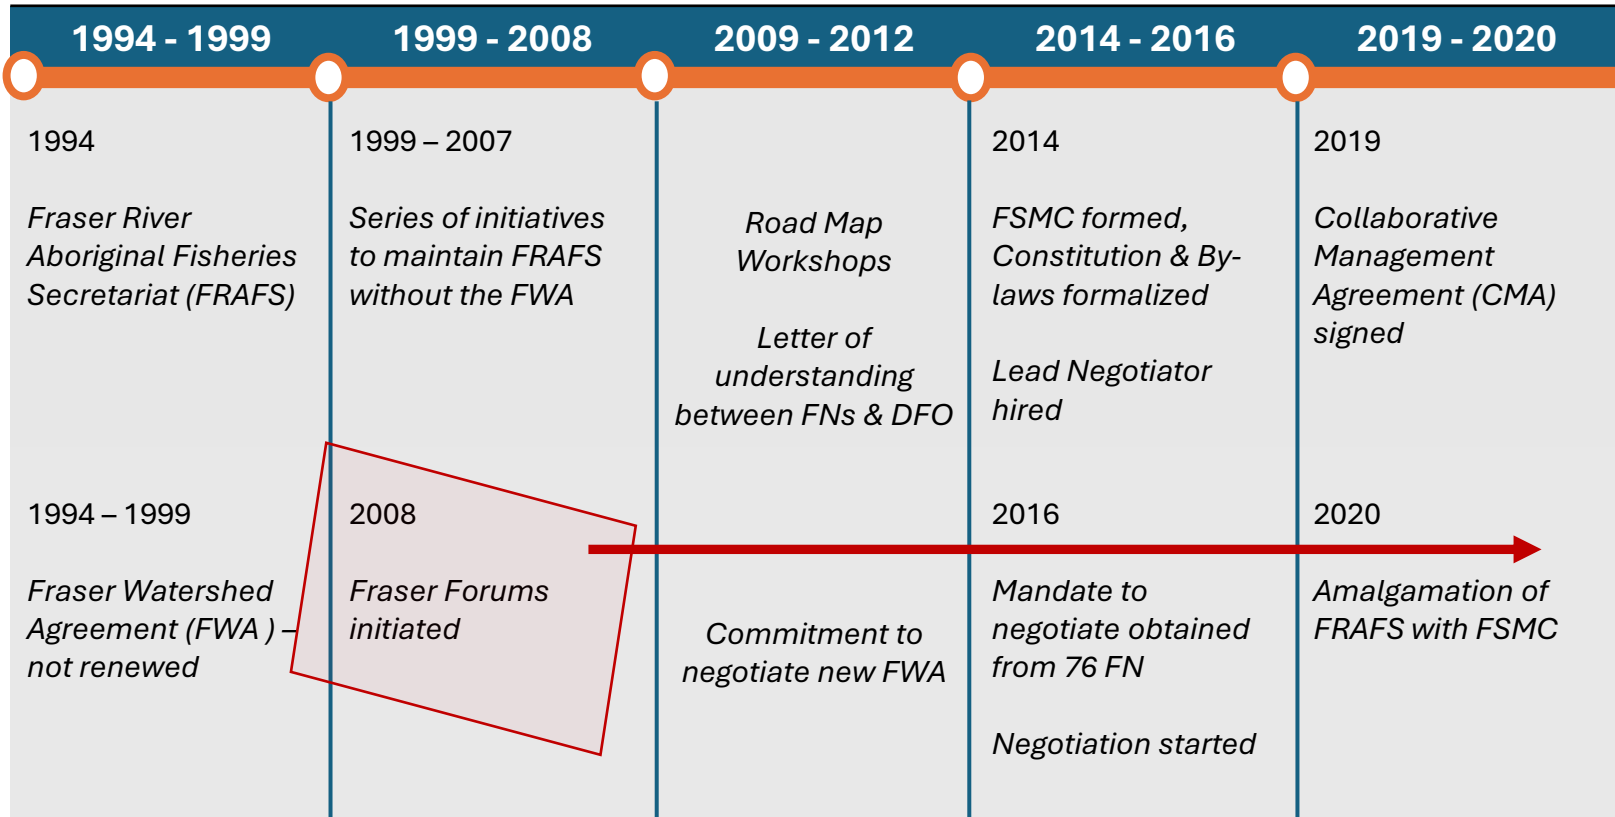 1994 - 1999
1999 - 2008
2009 - 2012
2014 - 2016
2019 - 2020
1994
Fraser River
Aboriginal Fisheries
Secretariat (FRAFS)
1994 – 1999
Fraser Watershed
Agreement (FWA ) –
not renewed
1999 – 2007
Series of initiatives
to maintain FRAFS
without the FWA
2008
Fraser Forums
initiated
Road Map
Workshops
Letter of
understanding
between FNs & DFO
Commitment to
negotiate new FWA
2014
FSMC formed,
Constitution & By-
laws formalized
Lead Negotiator
hired
2016
Mandate to
negotiate obtained
from 76 FN
Negotiation started
2019
Collaborative
Management
Agreement (CMA)
signed
2020
Amalgamation of
FRAFS with FSMC